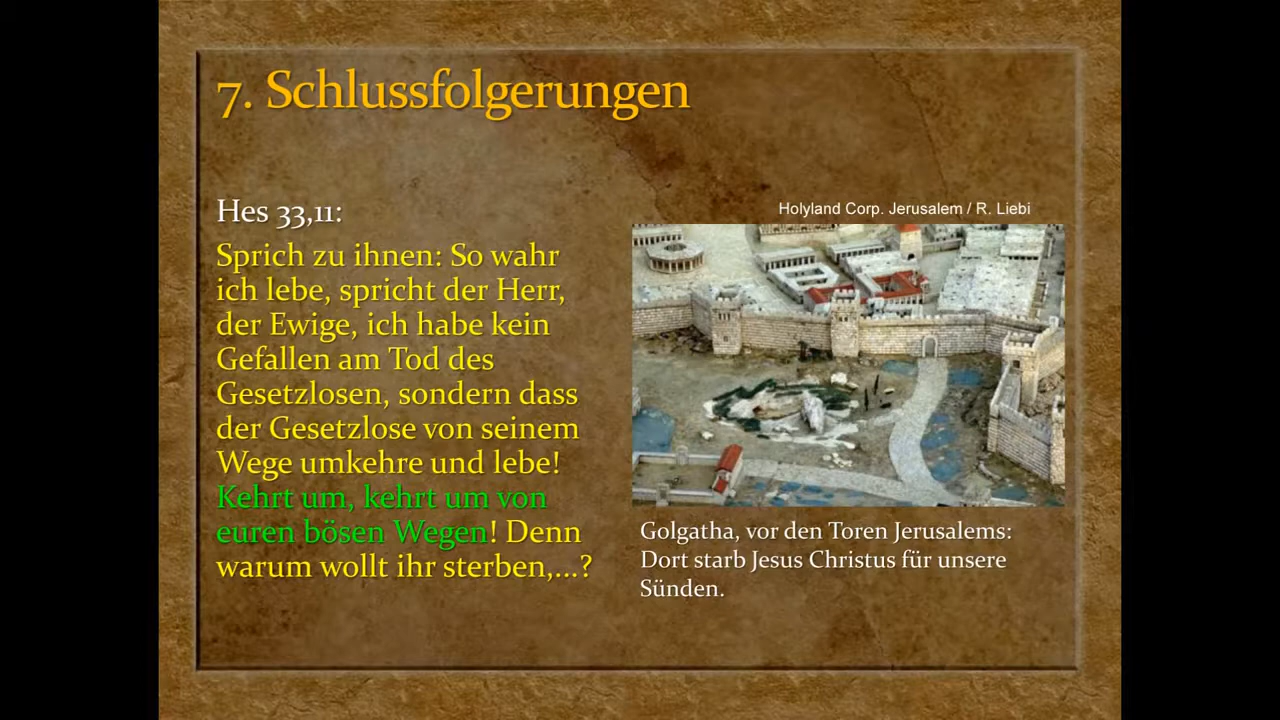 7. Schlussfolgerungen
Hes 33,11:
Sprich zu ihnen: So wahr
ich lebe, spricht der Herr,
der Ewige, ich habe kein
Gefallen am Tod des
Gesetzlosen, sondern dass
der Gesetzlose von seinem
Wege umkehre und lebe!
Kehrt um, kehrt um von
euren bösen Wegen! Denn
warum wollt ihr sterben,...?
Holyland Corp. Jerusalem / R. Liebi
Golgatha, vor den Toren Jerusalems:
Dort starb Jesus Christus für unsere
Sünden.